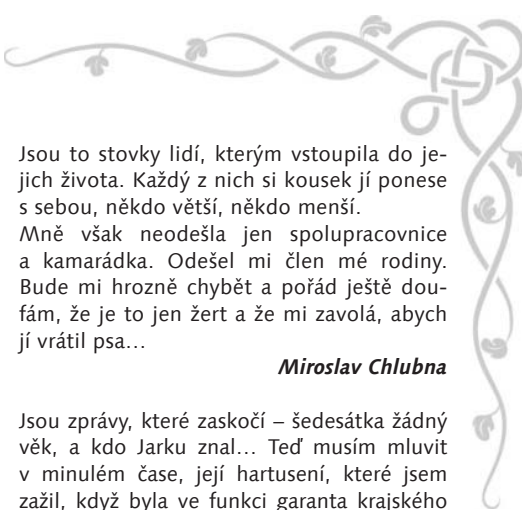 Jsou to stovky lidí, kterým vstoupila do je-
jich života. Každý z nich si kousek jí ponese
s sebou, někdo větší, někdo menší.
Mně však neodešla jen spolupracovnice
a kamarádka. Odešel mi člen mé rodiny.
Bude mi hrozně chybět a pořád ještě dou-
fám, že je to jen žert a že mi zavolá, abych
jí vrátil psa…
Miroslav Chlubna
Jsou zprávy, které zaskočí – šedesátka žádný
věk, a kdo Jarku znal… Teď musím mluvit
v minulém čase, její hartusení, které jsem
zažil, když byla ve funkci garanta krajského